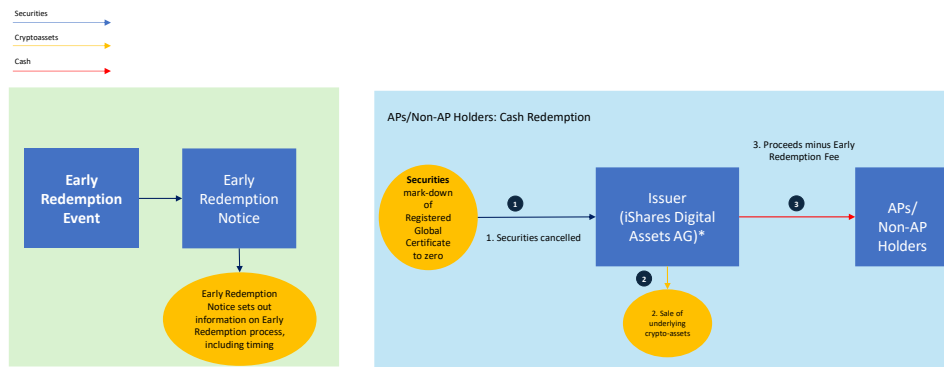 Securities
Cryptoassets
Cash
Early
Redemption
Event
Early
Redemption
Notice
Early Redemption
Notice sets out
information on Early
Redemption process,
including timing
APs/Non-AP Holders: Cash Redemption
Securities
mark-down
of
Registered
Global
Certificate
to zero
1
1. Securities cancelled
Issuer
(iShares Digital
Assets AG)*
2
2. Sale of
underlying
crypto-assets
3. Proceeds minus Early
Redemption Fee
3
APs/
Non-AP
Holders